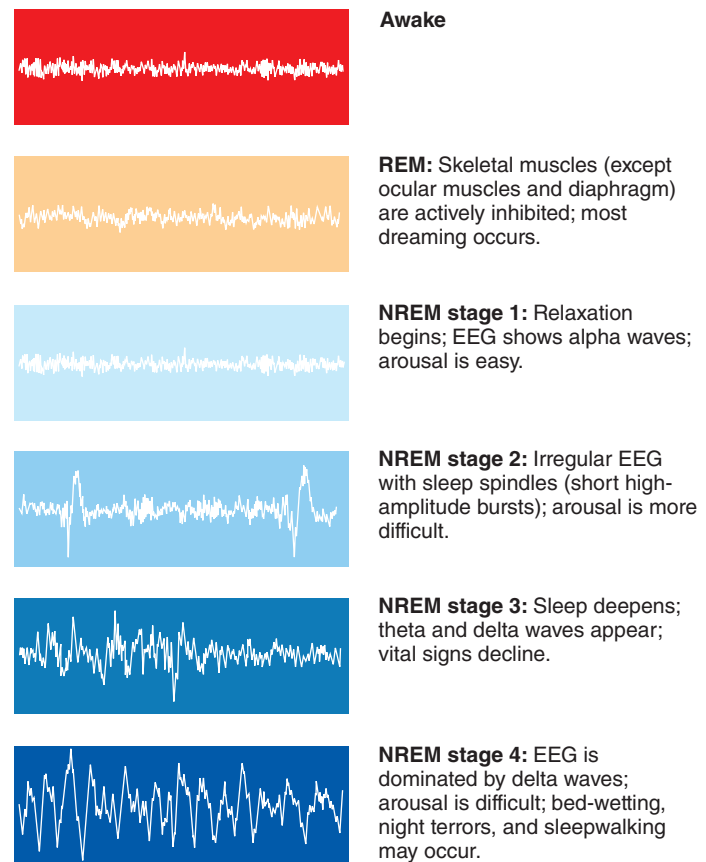 Awake
REM: Skeletal muscles (except
ocular muscles and diaphragm)
are actively inhibited; most
dreaming occurs.
NREM stage 1: Relaxation
begins; EEG shows alpha waves;
arousal is easy.
NREM stage 2: Irregular EEG
with sleep spindles (short high-
amplitude bursts); arousal is more
difficult.
NREM stage 3: Sleep deepens;
theta and delta waves appear;
vital signs decline.
NREM stage 4: EEG is
dominated by delta waves;
arousal is difficult; bed-wetting,
night terrors, and sleepwalking
may occur.